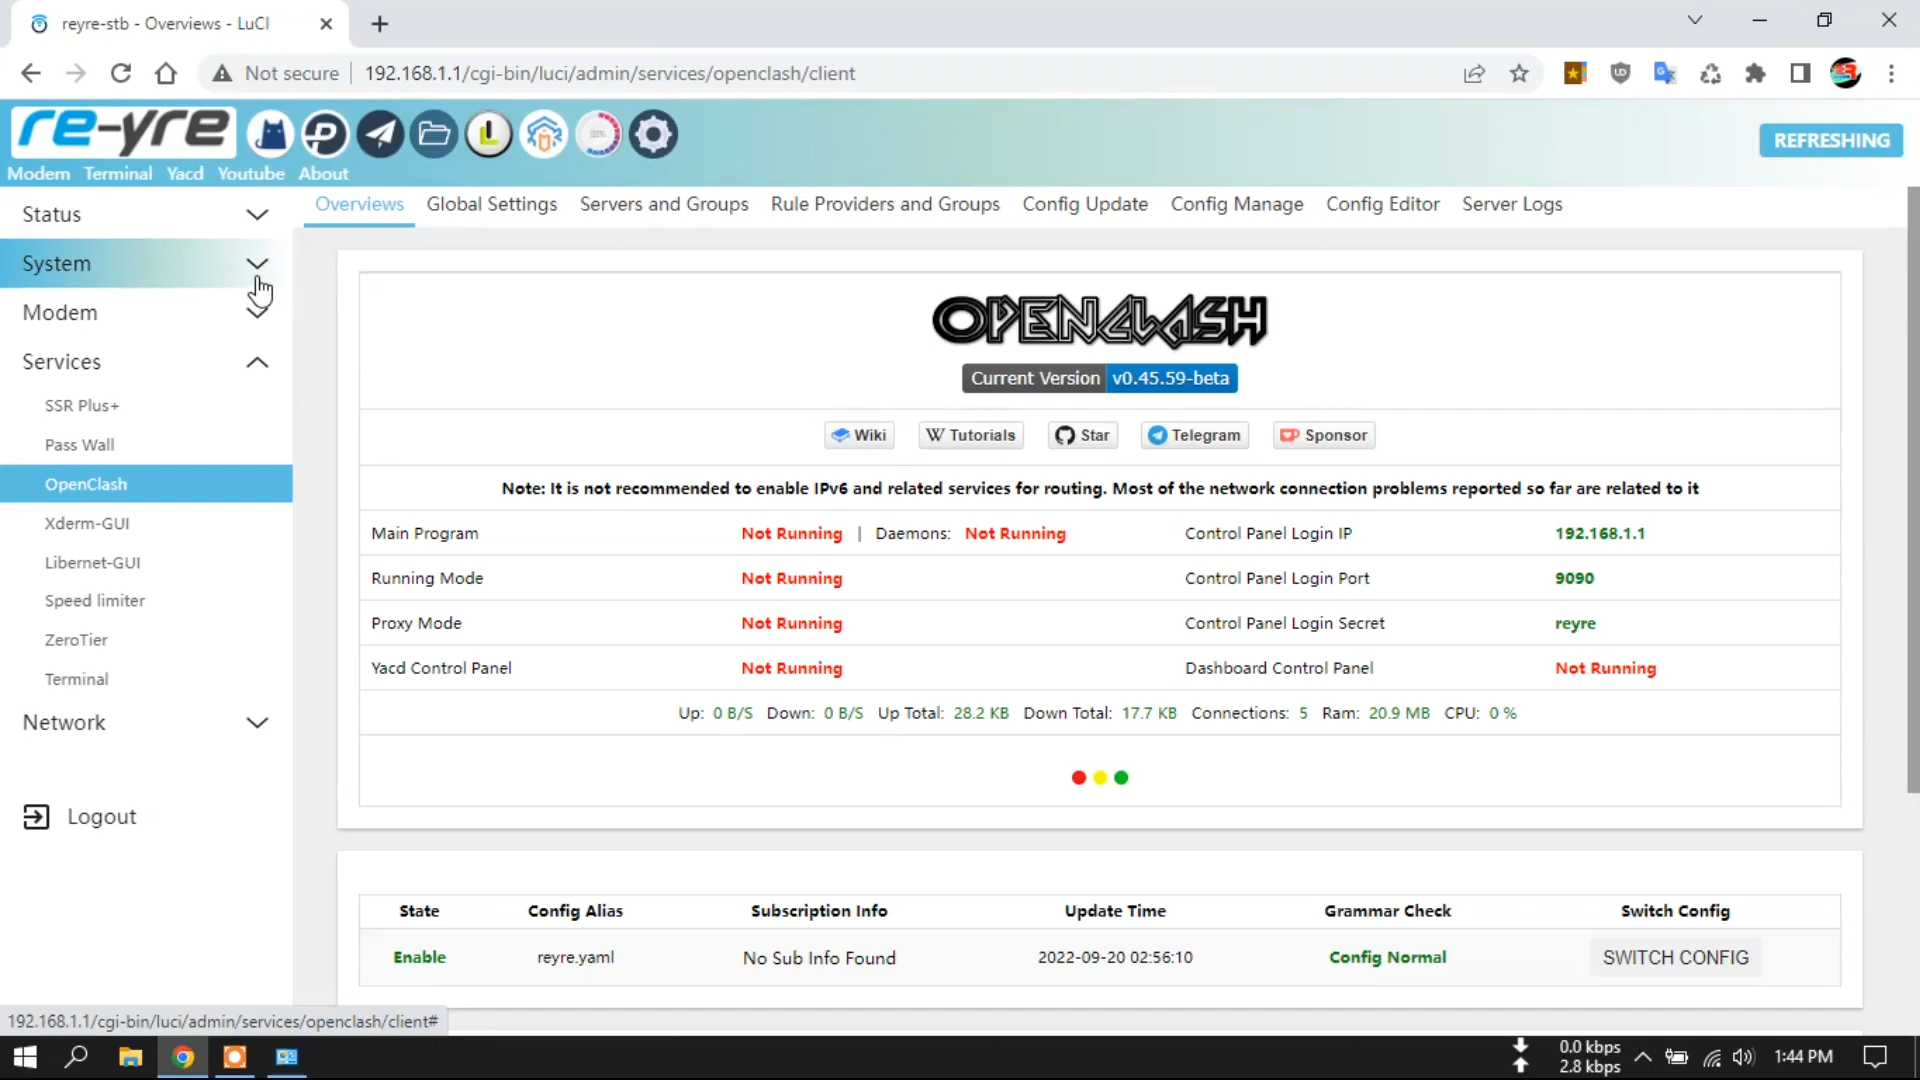 reyre-stb - Overviews - LuCI
Not secure 192.168.1.1/cgi-bin/luci/admin/services/openclash/client
re-yre
Modem Terminal Yacd Youtube About
REFRESHING
Status
System
Modem
Services
SSR Plus+
Pass Wall
OpenClash
Xderm-GUI
Libernet-GUI
Speed limiter
ZeroTier
Terminal
Network
Logout
Overviews Global Settings Servers and Groups Rule Providers and Groups Config Update Config Manage Config Editor Server Logs
OPENCLASH
Current Version v0.45.59-beta
Wiki Tutorials Star Telegram Sponsor
Note: It is not recommended to enable IPv6 and related services for routing. Most of the network connection problems reported so far are related to it
Main Program Not Running | Daemons: Not Running Control Panel Login IP 192.168.1.1
Running Mode Not Running Control Panel Login Port 9090
Proxy Mode Not Running Control Panel Login Secret reyre
Yacd Control Panel Not Running Dashboard Control Panel Not Running
Up: 0 B/S Down: 0 B/S Up Total: 28.2 KB Down Total: 17.7 KB Connections: 5 Ram: 20.9 MB CPU: 0 %
State Config Alias Subscription Info Update Time Grammar Check Switch Config
Enable reyre.yaml No Sub Info Found 2022-09-20 02:56:10 Config Normal SWITCH CONFIG
192.168.1.1/cgi-bin/luci/admin/services/openclash/client#
0.0 kbps
2.8 kbps
1:44 PM